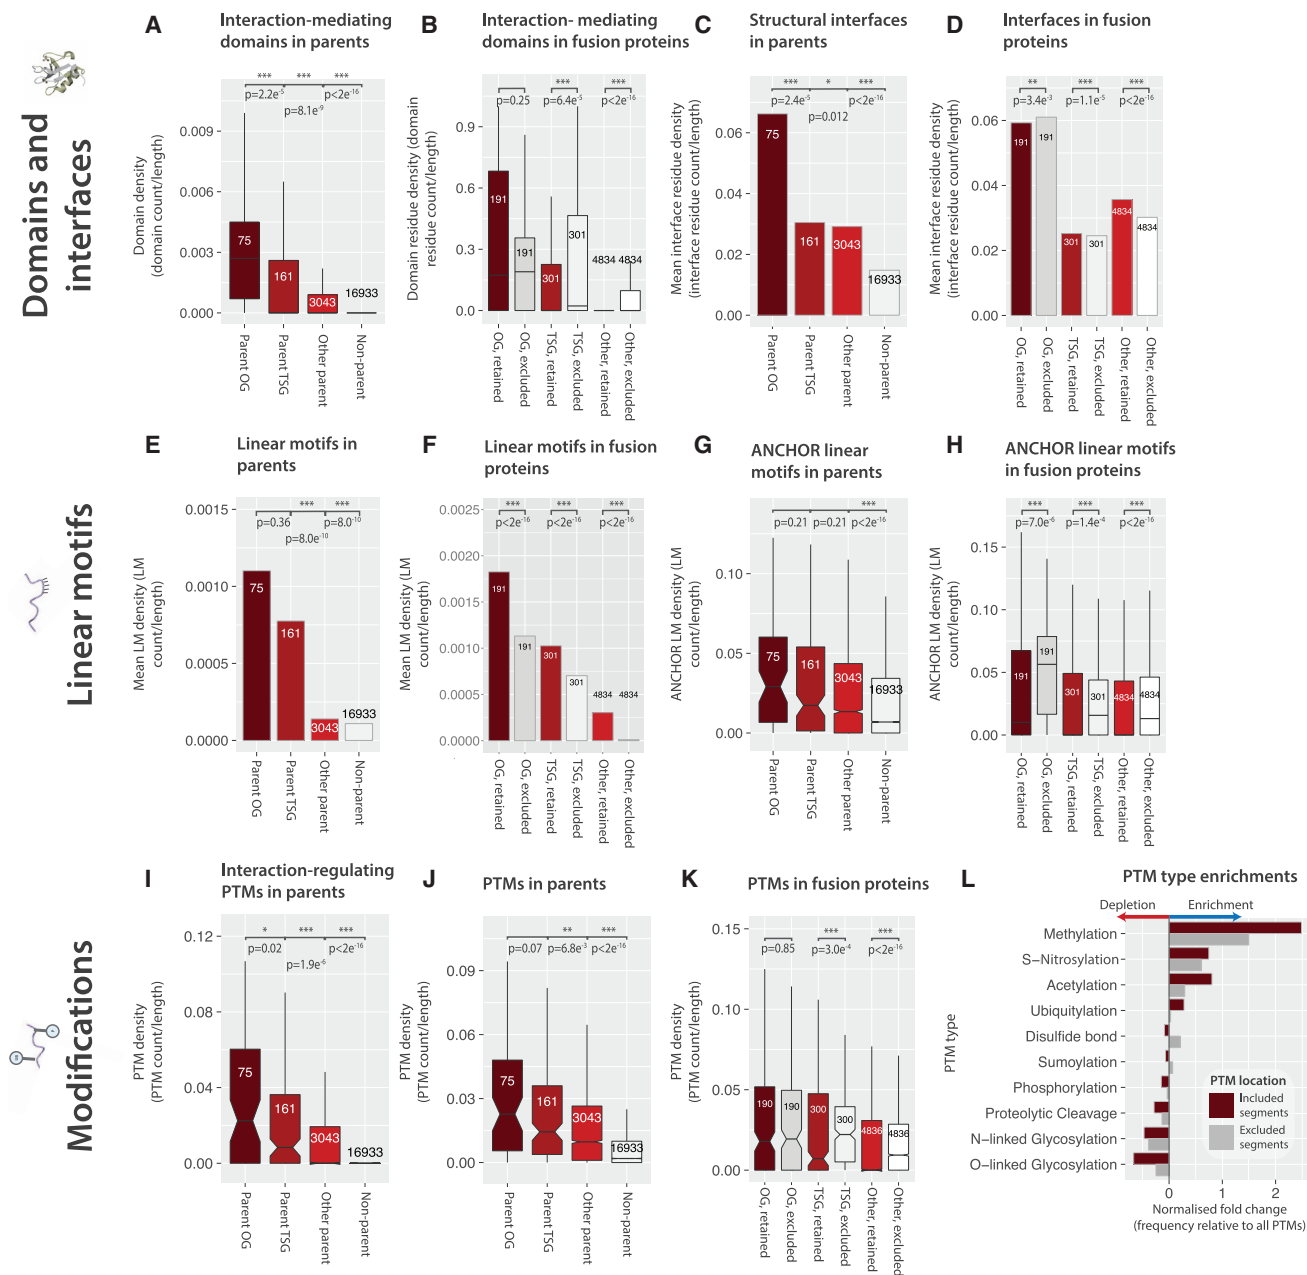 Domains and
interfaces
A
Interaction-mediating
domains in parents
***
***
***
p=2.2e-5
p<2e-16
p=8.1e-9
0.009
0.006
0.003
0.000
Domain density
(domain count/length)
75
161
3043
16933
Parent OG
Parent TSG
Other parent
Non-parent
B
Interaction- mediating
domains in fusion proteins
***
***
p=0.25
p=6.4e-5
p<2e-16
0.9
0.6
0.3
0.0
Domain residue density (domain
residue count/length)
191
191
301
301
4834
4834
OG, retained
OG, excluded
TSG, retained
TSG, excluded
Other, retained
Other, excluded
C
Structural interfaces
in parents
***
*
***
p=2.4e-5
p<2e-16
p=0.012
0.06
0.04
0.02
0.00
Mean interface residue density
(interface residue count/length)
75
161
3043
16933
Parent OG
Parent TSG
Other parent
Non-parent
D
Interfaces in fusion
proteins
**
***
***
p=3.4e-3
p=1.1e-5
p<2e-16
0.06
0.04
0.02
0.00
Mean interface residue density
(interface residue count/length)
191
191
301
301
4834
4834
OG, retained
OG, excluded
TSG, retained
TSG, excluded
Other, retained
Other, excluded
Linear motifs
E
Linear motifs in
parents
***
***
p=0.36
p=8.0-10
p=8.0e-10
0.0015
0.0010
0.0005
0.0000
Mean LM density (LM
count/length)
75
161
3043
16933
Parent OG
Parent TSG
Other parent
Non-parent
F
Linear motifs in fusion
proteins
***
***
***
p<2e-16
p<2e-16
p<2e-16
0.0025
0.0020
0.0015
0.0010
0.0005
0.0000
Mean LM density (LM
count/length)
191
191
301
301
4834
4834
OG, retained
OG, excluded
TSG, retained
TSG, excluded
Other, retained
Other, excluded
G
ANCHOR linear
motifs in parents
***
p=0.21
p=0.21
p<2e-16
0.10
0.05
0.00
ANCHOR LM density (LM
count/length)
75
161
3043
16933
Parent OG
Parent TSG
Other parent
Non-parent
H
ANCHOR linear motifs
in fusion proteins
***
***
***
p=7.0e-6
p=1.4e-4
p<2e-16
0.15
0.10
0.05
0.00
ANCHOR LM density (LM
count/length)
191
191
301
301
4834
4834
OG, retained
OG, excluded
TSG, retained
TSG, excluded
Other, retained
Other, excluded
Modifications
I
Interaction-regulating
PTMs in parents
*
***
***
p=0.02
p<2e-16
p=1.9e-6
0.12
0.08
0.04
0.00
PTM density
(PTM count/length)
75
161
3043
16933
Parent OG
Parent TSG
Other parent
Non-parent
J
PTMs in parents
**
***
p=0.07
p=6.8e-3
p<2e-16
0.09
0.06
0.03
0.00
PTM density
(PTM count/length)
75
161
3043
16933
Parent OG
Parent TSG
Other parent
Non-parent
K
PTMs in fusion proteins
***
***
p=0.85
p=3.0e-4
p<2e-16
0.15
0.10
0.05
0.00
PTM density
(PTM count/length)
190
190
300
300
4836
4836
OG, retained
OG, excluded
TSG, retained
TSG, excluded
Other, retained
Other, excluded
L
PTM type enrichments
Depletion
Enrichment
Methylation
S-Nitrosylation
Acetylation
Ubiquitylation
Disulfide bond
Sumoylation
Phosphorylation
Proteolytic Cleavage
N-linked Glycosylation
O-linked Glycosylation
PTM type
PTM location
Included
segments
Excluded
segments
0
1
2
Normalised fold change
(frequency relative to all PTMs)